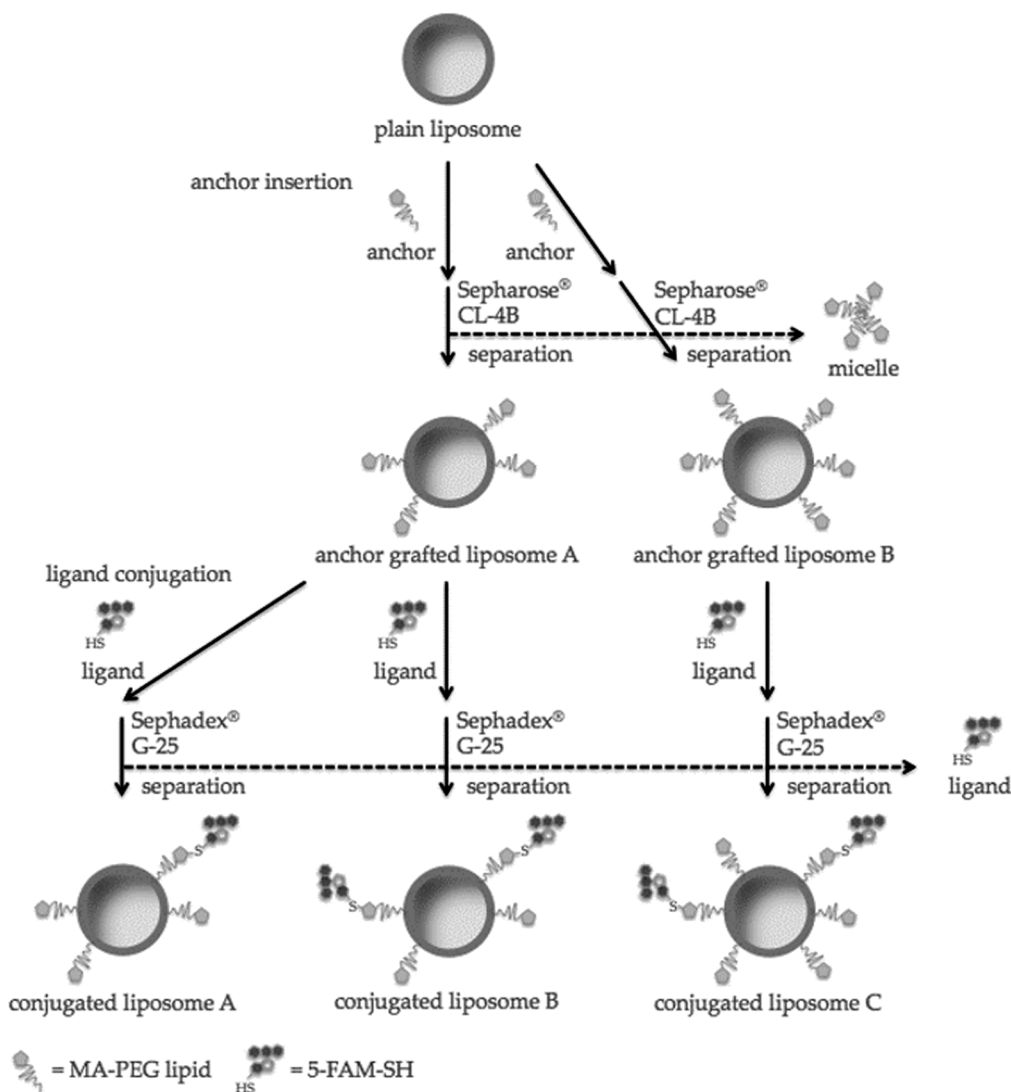 plain liposome
anchor insertion
anchor
anchor
Sepharose®
CL-4B
separation
Sepharose®
CL-4B
separation
micelle
anchor grafted liposome A
anchor grafted liposome B
ligand conjugation
HS
ligand
HS
ligand
HS
ligand
Sephadex®
G-25
separation
Sephadex®
G-25
separation
Sephadex®
G-25
separation
HS
ligand
S
S
S
S
S
conjugated liposome A
conjugated liposome B
conjugated liposome C
= MA-PEG lipid
HS
= 5-FAM-SH